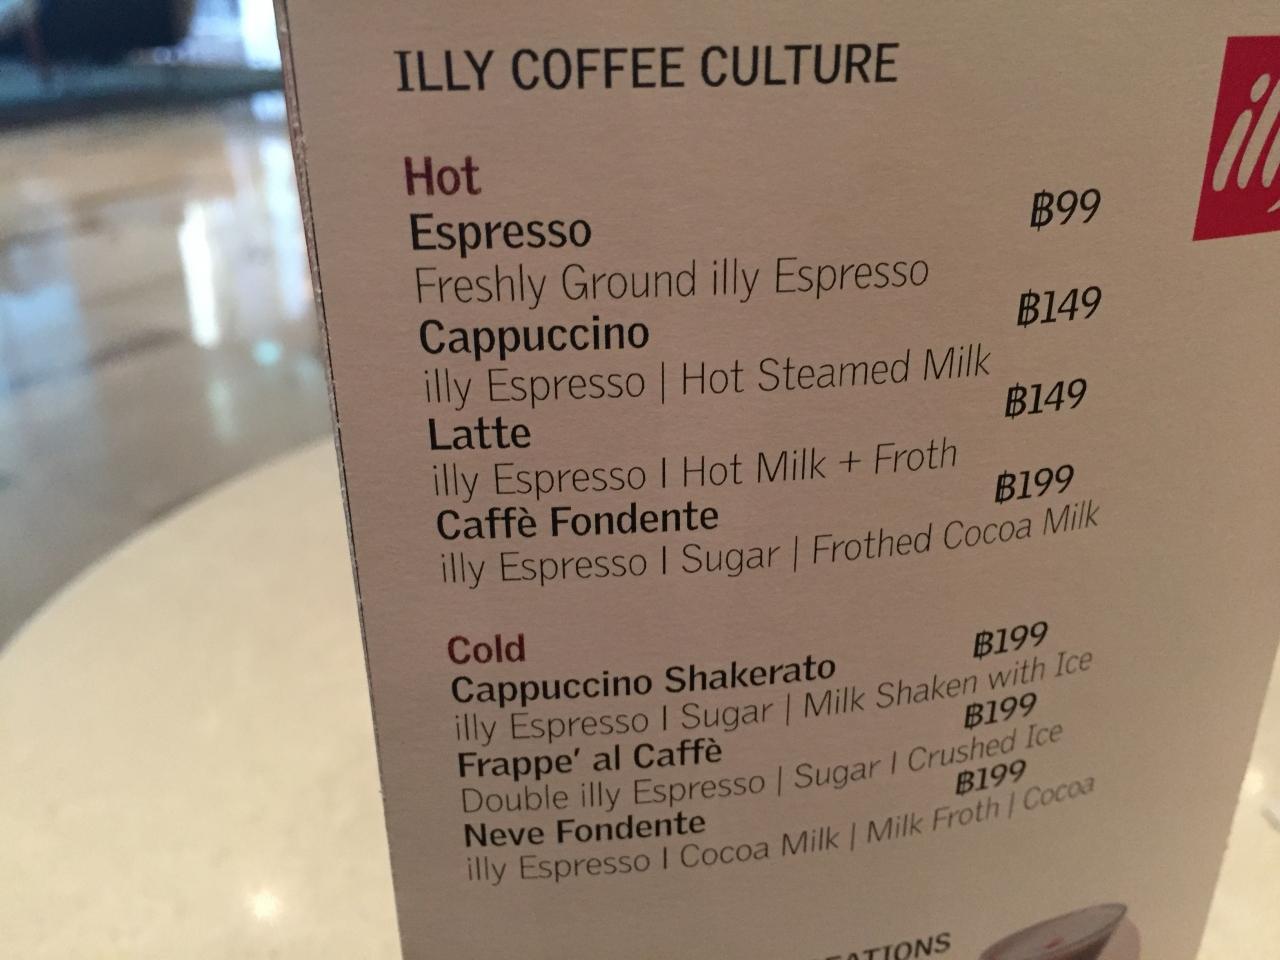 ILLY COFFEE CULTURE
illy
Hot
Espresso ฿99
Freshly Ground illy Espresso
Cappuccino ฿149
illy Espresso | Hot Steamed Milk
Latte ฿149
illy Espresso I Hot Milk + Froth
Caffè Fondente ฿199
illy Espresso I Sugar | Frothed Cocoa Milk
Cold
Cappuccino Shakerato ฿199
illy Espresso I Sugar | Milk Shaken with Ice
Frappe’ al Caffè ฿199
Double illy Espresso | Sugar I Crushed Ice
Neve Fondente ฿199
illy Espresso I Cocoa Milk | Milk Froth | Cocoa